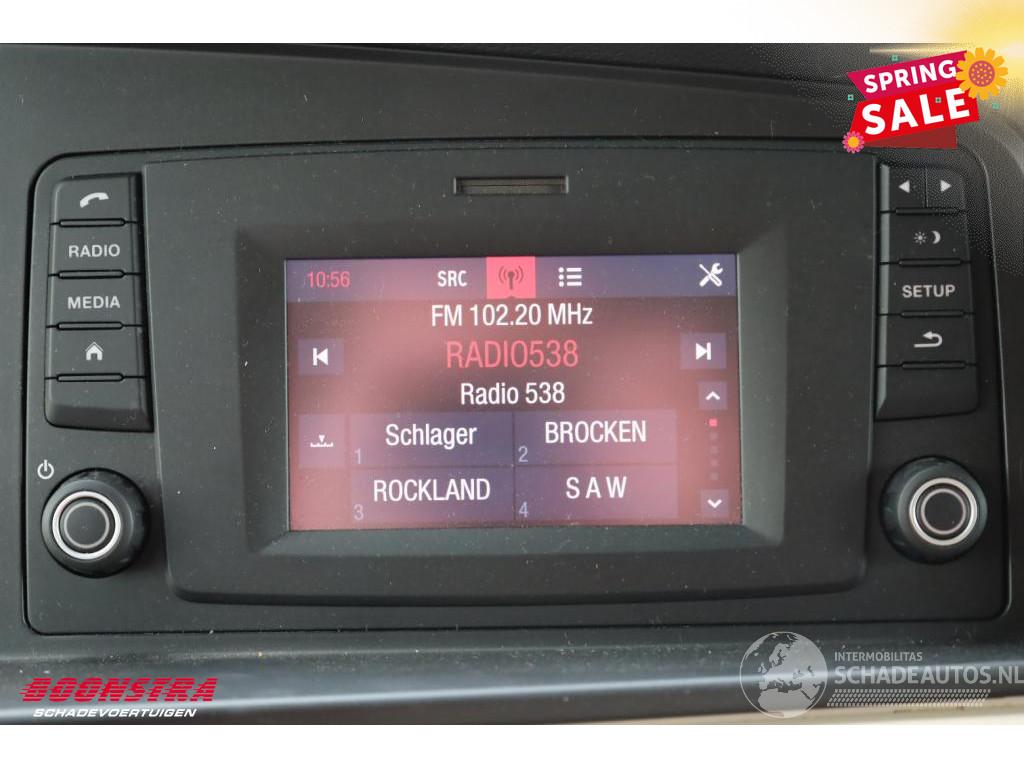 SPRING
SALE
RADIO
MEDIA
SETUP
10:56 SRC
FM 102.20 MHz
RADIO538
Radio 538
1 Schlager
2 BROCKEN
3 ROCKLAND
4 S A W
BOONSTRA
SCHADEVOERTUIGEN
INTERMOBILITAS
SCHADEAUTOS.NL